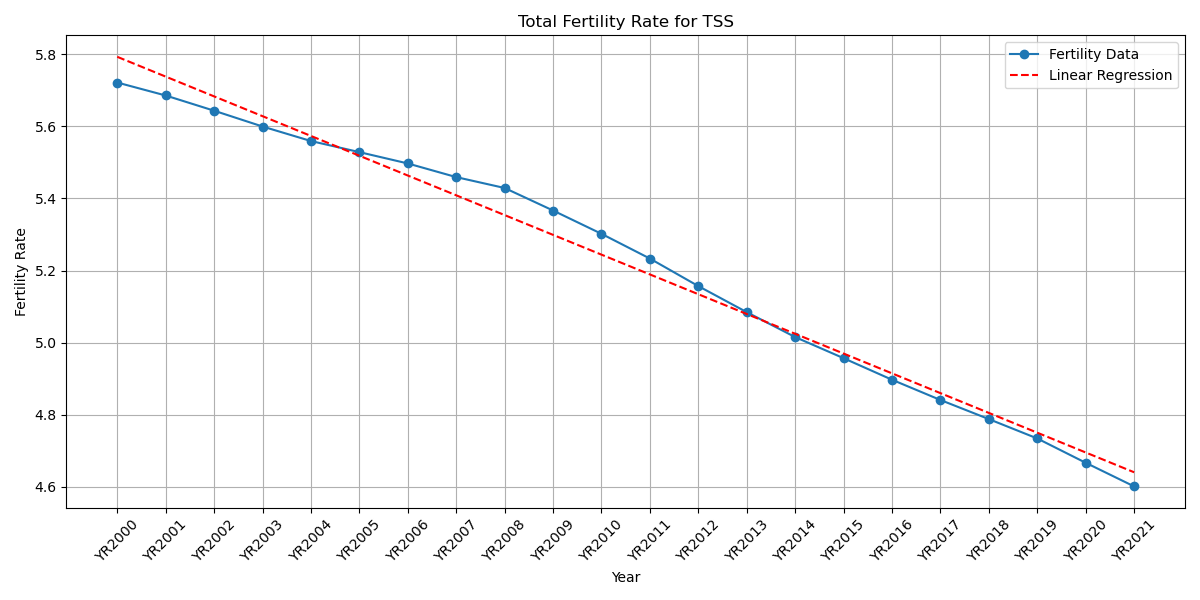 Total Fertility Rate for TSS
Fertility Data
Linear Regression
Fertility Rate
5.8
5.6
5.4
5.2
5.0
4.8
4.6
YR2000
YR2001
YR2002
YR2003
YR2004
YR2005
YR2006
YR2007
YR2008
YR2009
YR2010
YR2011
YR2012
YR2013
YR2014
YR2015
YR2016
YR2017
YR2018
YR2019
YR2020
YR2021
Year